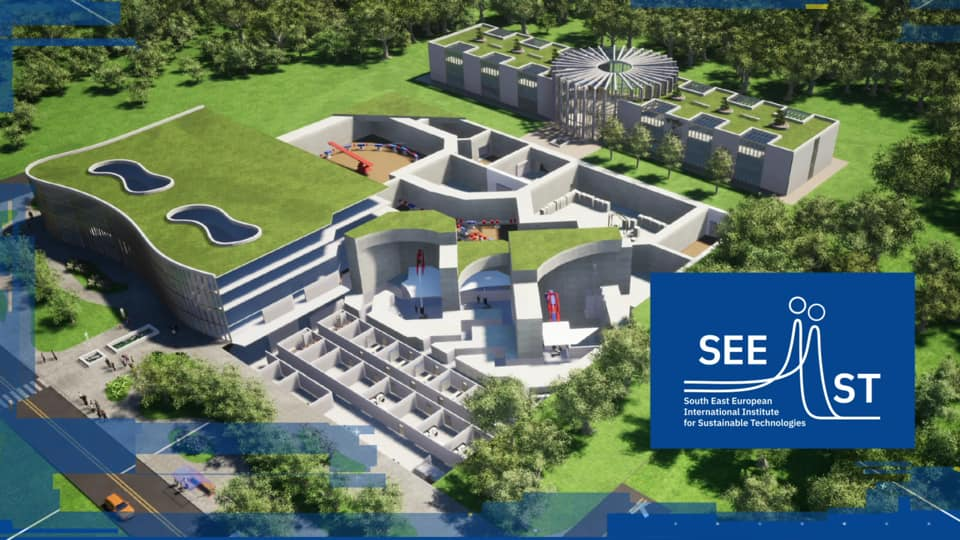 SEE
ST
South East European
International Institute
for Sustainable Technologies